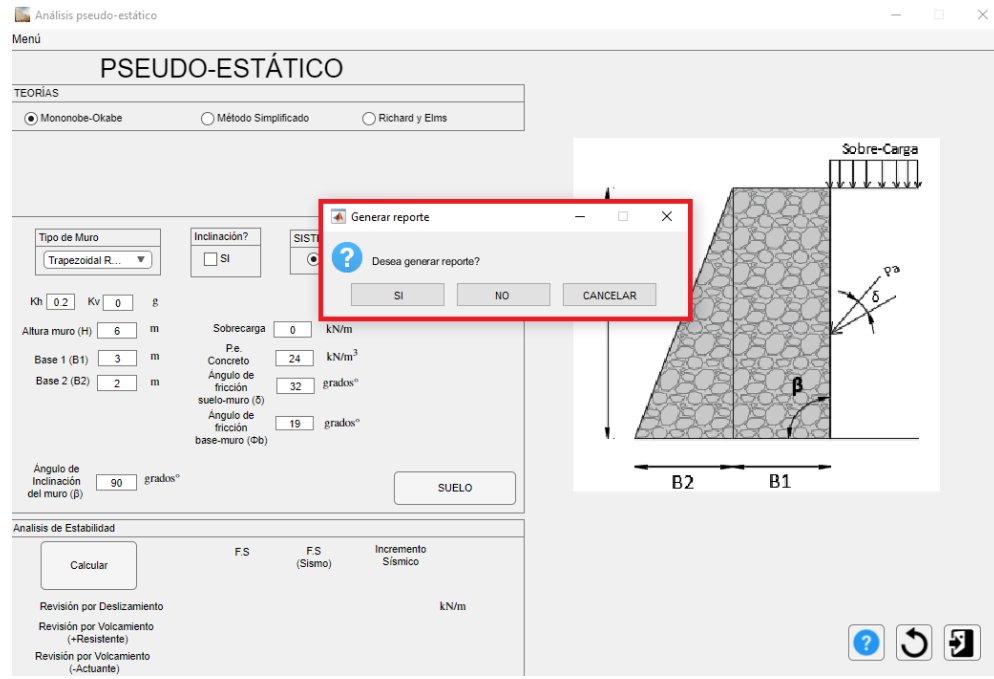 Análisis pseudo-estático
Menú
PSEUDO-ESTÁTICO
TEORÍAS
Mononobe-Okabe
Método Simplificado
Richard y Elms
Sobre-Carga
Generar reporte
Desea generar reporte?
SI
NO
CANCELAR
Tipo de Muro
Trapezoidal R...
Inclinación?
SI
SIST
Kh 0.2 Kv 0 g
Altura muro (H) 6 m
Base 1 (B1) 3 m
Base 2 (B2) 2 m
Sobrecarga 0 kN/m
P.e.
Concreto 24 kN/m3
Ángulo de
fricción 32 grados°
suelo-muro (δ)
Ángulo de
fricción 19 grados°
base-muro (Φb)
Ángulo de
Inclinación 90 grados°
del muro (β)
SUELO
Pa
δ
β
B2
B1
Analisis de Estabilidad
Calcular
F.S
F.S
(Sismo)
Incremento
Sísmico
Revisión por Deslizamiento
kN/m
Revisión por Volcamiento
(+Resistente)
Revisión por Volcamiento
(-Actuante)